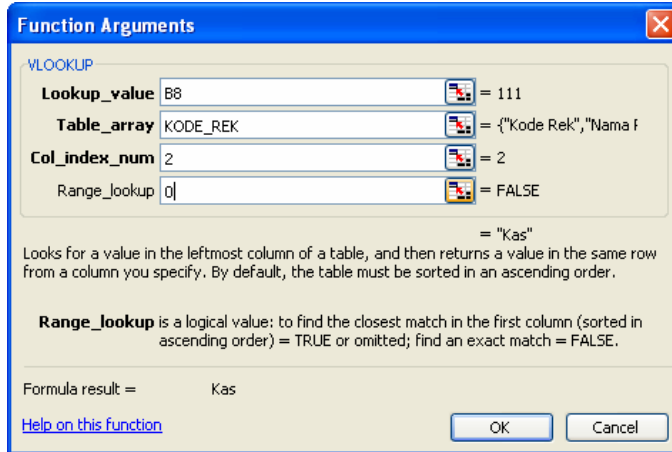 Function Arguments
VLOOKUP
Lookup_value B8 = 111
Table_array KODE_REK = {"Kode Rek","Nama F
Col_index_num 2 = 2
Range_lookup 0 = FALSE
= "Kas"
Looks for a value in the leftmost column of a table, and then returns a value in the same row
from a column you specify. By default, the table must be sorted in an ascending order.
Range_lookup is a logical value: to find the closest match in the first column (sorted in
ascending order) = TRUE or omitted; find an exact match = FALSE.
Formula result = Kas
Help on this function
OK
Cancel